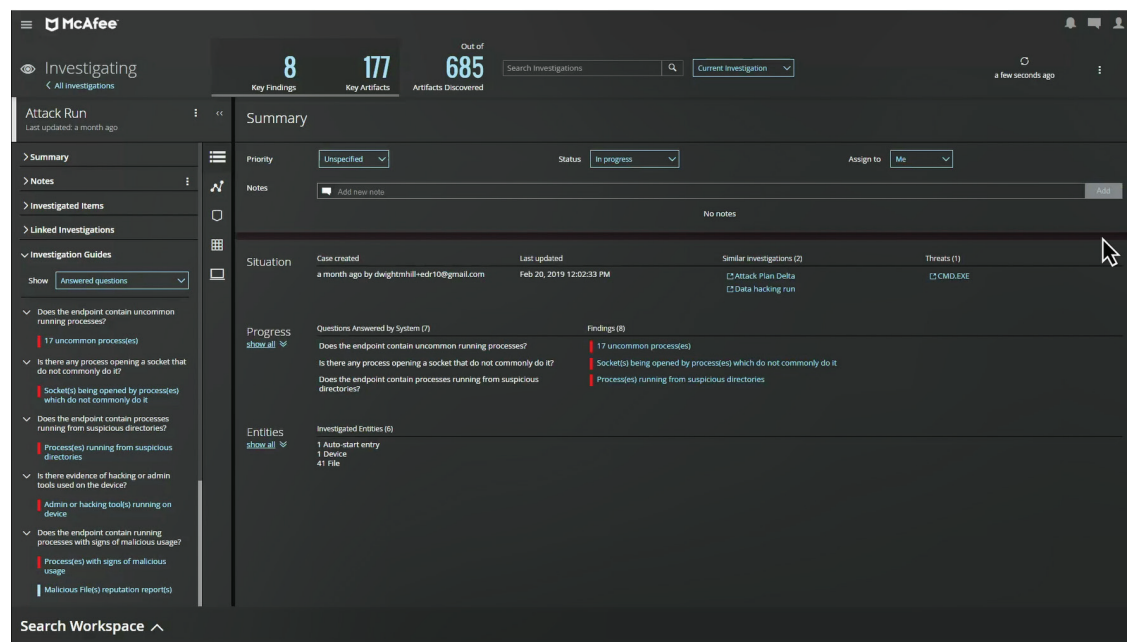 McAfee
Investigating
All investigations
8
Key Findings
177
Key Artifacts
Out of
685
Artifacts Discovered
Search Investigations
Current Investigation
a few seconds ago
Attack Run
Last updated: a month ago
Summary
Notes
Investigated Items
Linked Investigations
Investigation Guides
Show Answered questions
Does the endpoint contain uncommon
running processes?
17 uncommon process(es)
Is there any process opening a socket that
do not commonly do it?
Socket(s) being opened by process(es)
which do not commonly do it
Does the endpoint contain processes
running from suspicious directories?
Process(es) running from suspicious
directories
Is there evidence of hacking or admin
tools used on the device?
Admin or hacking tool(s) running on
device
Does the endpoint contain running
processes with signs of malicious usage?
Process(es) with signs of malicious
usage
Malicious File(s) reputation report(s)
Summary
Priority Unspecified Status In progress Assign to Me
Notes Add new note Add
No notes
Situation Case created Last updated Similar investigations (2) Threats (1)
a month ago by dwightmhill+edr10@gmail.com Feb 20, 2019 12:02:33 PM Attack Plan Delta CMD.EXE
Data hacking run
Progress Questions Answered by System (7) Findings (8)
show all Does the endpoint contain uncommon running processes? 17 uncommon process(es)
Is there any process opening a socket that do not commonly do it? Socket(s) being opened by process(es) which do not commonly do it
Does the endpoint contain processes running from suspicious Process(es) running from suspicious directories
directories?
Entities Investigated Entities (6)
show all 1 Auto-start entry
1 Device
41 File
Search Workspace